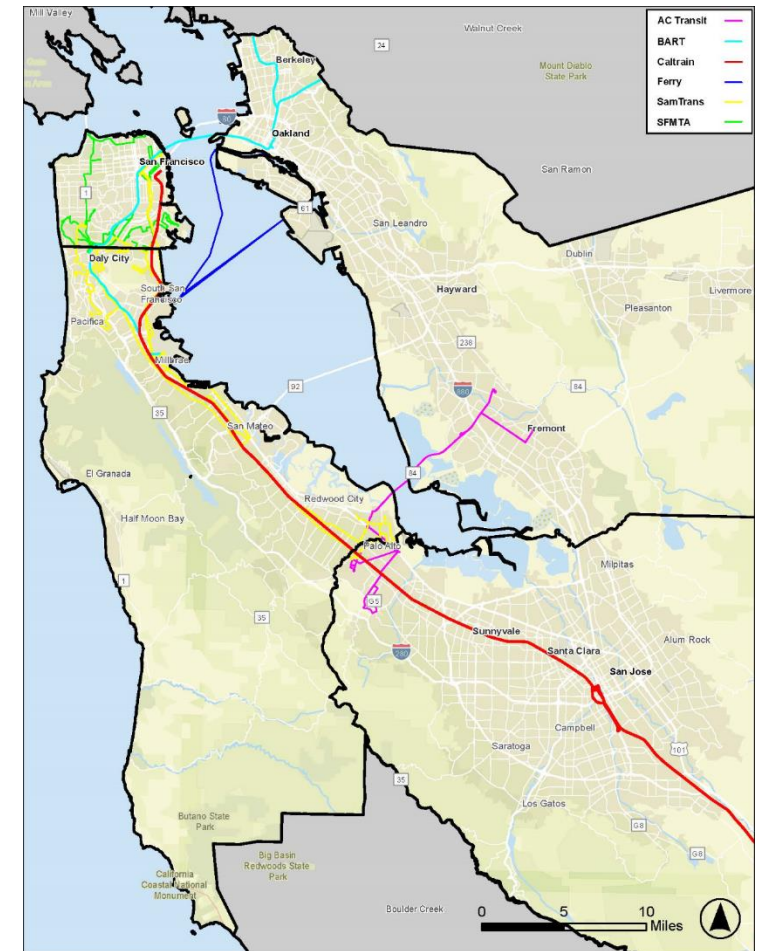 Mill Valley
Walnut Creek
24
Berkeley
Mount Diablo
State Park
AC Transit
BART
Caltrain
Ferry
SamTrans
SFMTA
80
Oakland
San Francisco
San Ramon
1
61
San Leandro
Daly City
Dublin
South San
Francisco
Hayward
Livermore
Pleasanton
Pacifica
238
Millbrae
84
92
880
35
San Mateo
Fremont
84
El Granada
Redwood City
Half Moon Bay
Palo Alto
Milpitas
1
G5
35
Sunnyvale
Alum Rock
280
Santa Clara
San Jose
Campbell
Saratoga
101
35
Los Gatos
Butano State
Park
G8
G8
Big Basin
Redwoods State
Park
California
Coastal National
Monument
Boulder Creek
0 5 10
Miles